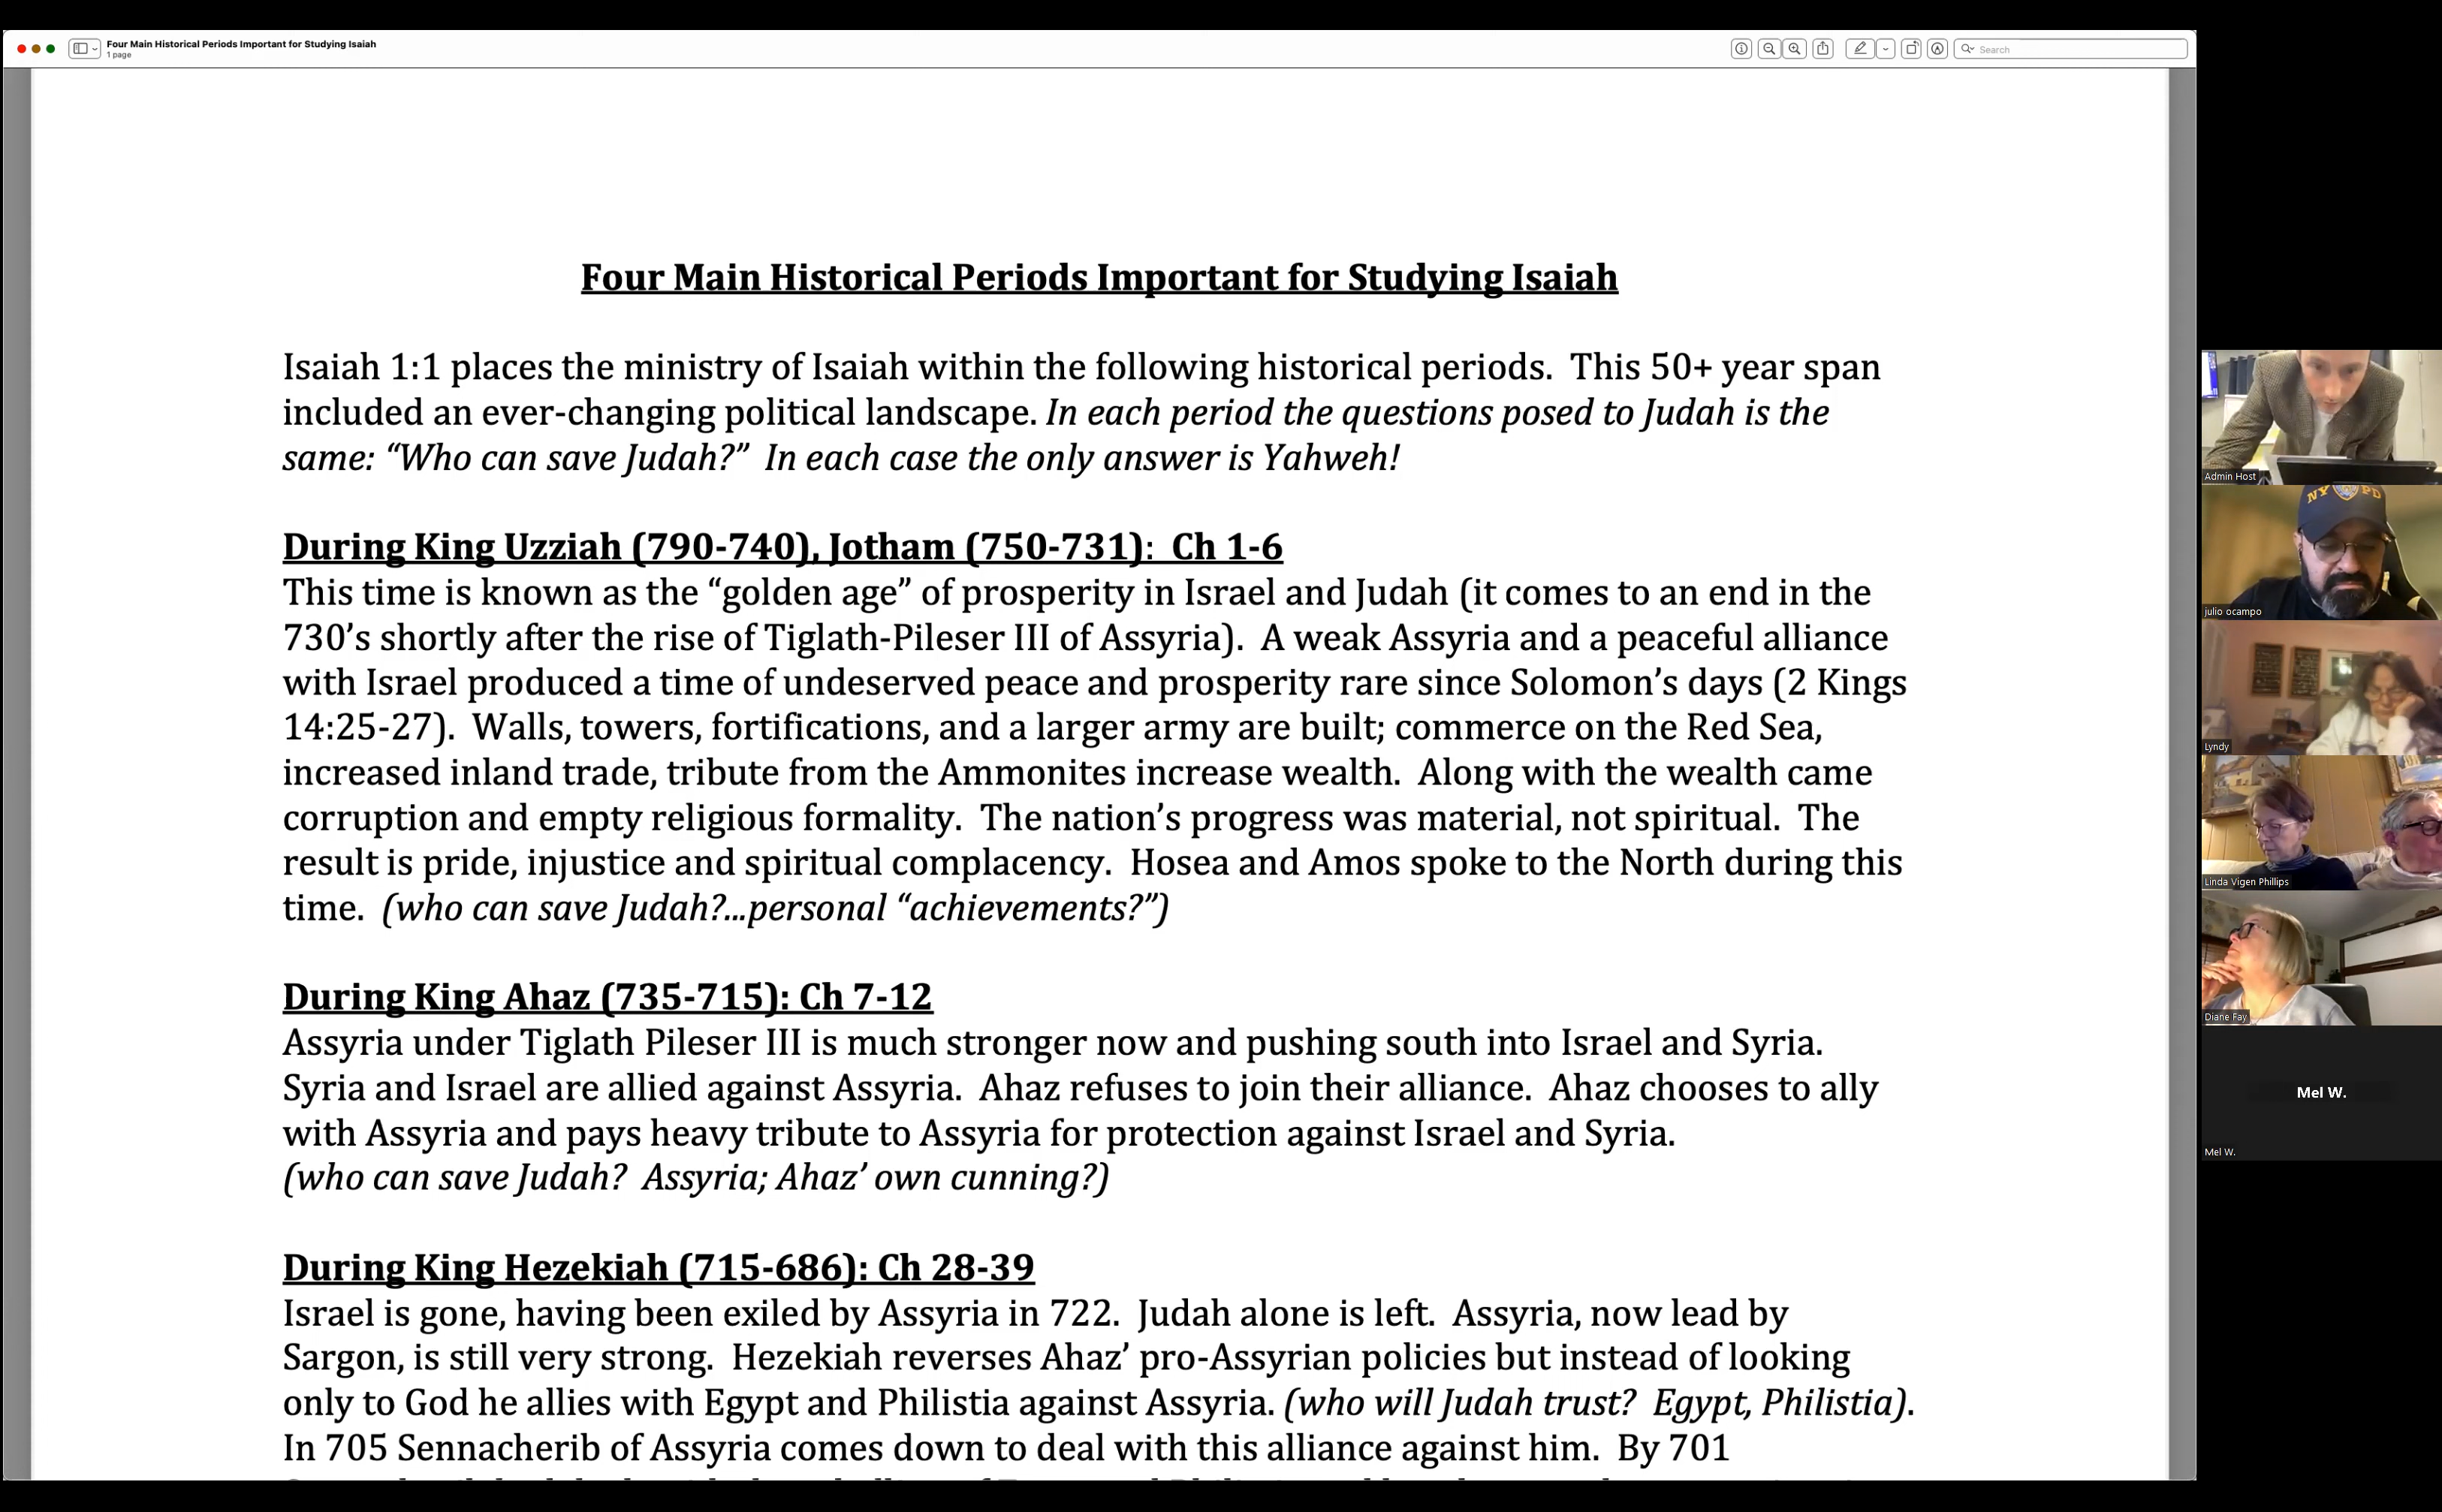 Four Main Historical Periods Important for Studying Isaiah
1 page
Search
Four Main Historical Periods Important for Studying Isaiah
Isaiah 1:1 places the ministry of Isaiah within the following historical periods.  This 50+ year span
included an ever-changing political landscape. In each period the questions posed to Judah is the
same: “Who can save Judah?”  In each case the only answer is Yahweh!
During King Uzziah (790-740), Jotham (750-731):  Ch 1-6
This time is known as the “golden age” of prosperity in Israel and Judah (it comes to an end in the
730’s shortly after the rise of Tiglath-Pileser III of Assyria).  A weak Assyria and a peaceful alliance
with Israel produced a time of undeserved peace and prosperity rare since Solomon’s days (2 Kings
14:25-27).  Walls, towers, fortifications, and a larger army are built; commerce on the Red Sea,
increased inland trade, tribute from the Ammonites increase wealth.  Along with the wealth came
corruption and empty religious formality.  The nation’s progress was material, not spiritual.  The
result is pride, injustice and spiritual complacency.  Hosea and Amos spoke to the North during this
time.  (who can save Judah?...personal “achievements?”)
During King Ahaz (735-715): Ch 7-12
Assyria under Tiglath Pileser III is much stronger now and pushing south into Israel and Syria.
Syria and Israel are allied against Assyria.  Ahaz refuses to join their alliance.  Ahaz chooses to ally
with Assyria and pays heavy tribute to Assyria for protection against Israel and Syria.
(who can save Judah?  Assyria; Ahaz’ own cunning?)
During King Hezekiah (715-686): Ch 28-39
Israel is gone, having been exiled by Assyria in 722.  Judah alone is left.  Assyria, now lead by
Sargon, is still very strong.  Hezekiah reverses Ahaz’ pro-Assyrian policies but instead of looking
only to God he allies with Egypt and Philistia against Assyria. (who will Judah trust?  Egypt, Philistia).
In 705 Sennacherib of Assyria comes down to deal with this alliance against him.  By 701
Admin Host
NY PD
julio ocampo
Lyndy
Linda Vigen Phillips
Diane Fay
Mel W.
Mel W.